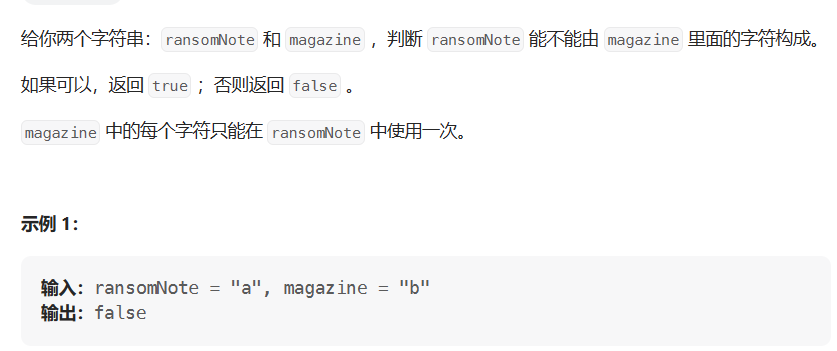 给你两个字符串：ransomNote 和 magazine ，判断 ransomNote 能不能由 magazine 里面的字符构成。
如果可以，返回 true ；否则返回 false 。
magazine 中的每个字符只能在 ransomNote 中使用一次。
示例 1：
输入：ransomNote = "a", magazine = "b"
输出：false